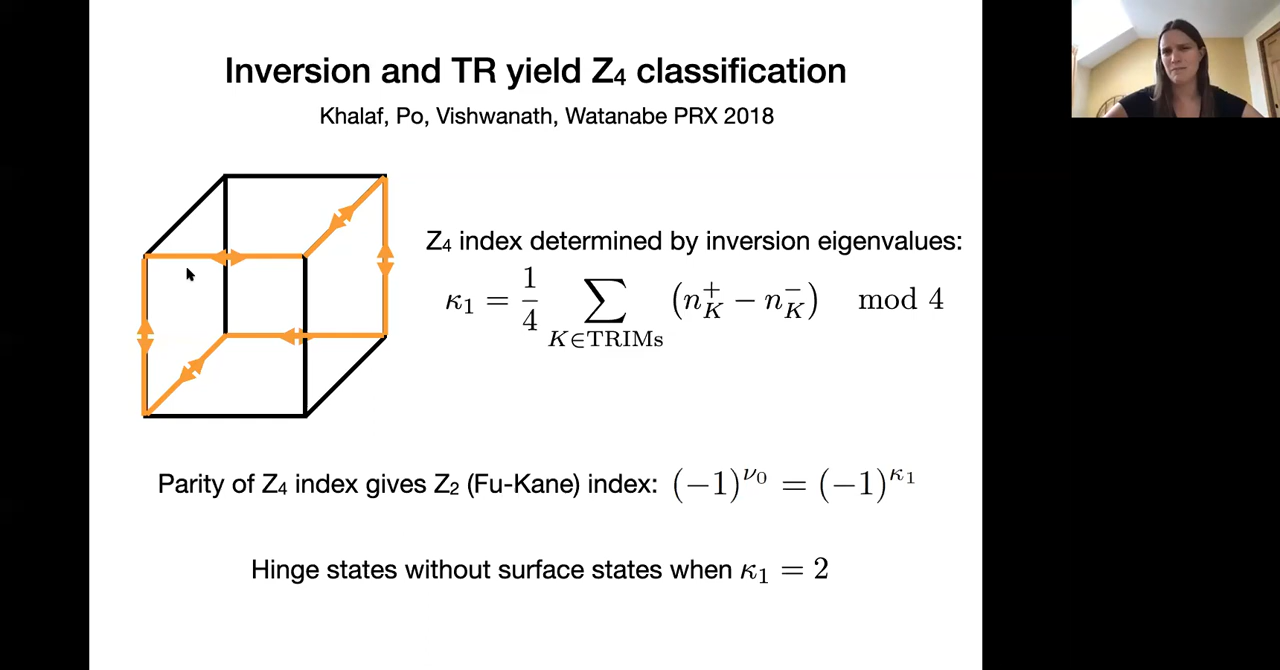 Inversion and TR yield Z₄ classification
Khalaf, Po, Vishwanath, Watanabe PRX 2018
Z₄ index determined by inversion eigenvalues:
κ₁ = 1/4 ∑_{K∈TRIMs} (n_K^+ − n_K^−) mod 4
Parity of Z₄ index gives Z₂ (Fu-Kane) index: (−1)^{ν₀} = (−1)^{κ₁}
Hinge states without surface states when κ₁ = 2